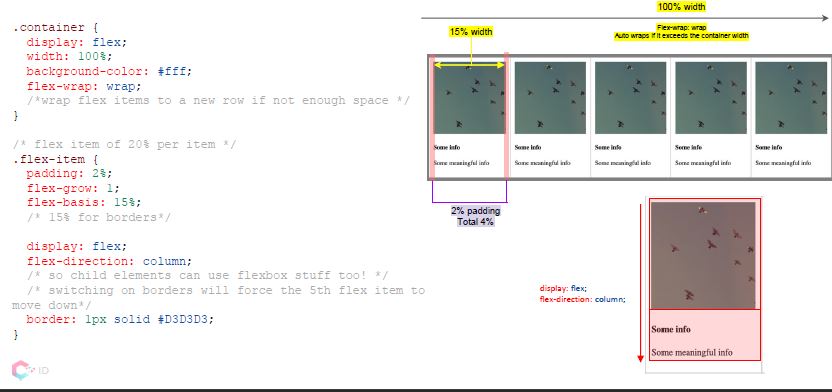 .container {
display: flex;
width: 100%;
background-color: #fff;
flex-wrap: wrap;
/*wrap flex items to a new row if not enough space */
}
/* flex item of 20% per item */
.flex-item {
padding: 2%;
flex-grow: 1;
flex-basis: 15%;
/* 15% for borders*/
display: flex;
flex-direction: column;
/* so child elements can use flexbox stuff too! */
/* switching on borders will force the 5th flex item to
move down*/
border: 1px solid #D3D3D3;
}
ID
100% width
Flex-wrap: wrap
Auto wraps if it exceeds the container width
15% width
Some info
Some meaningful info
Some info
Some meaningful info
Some info
Some meaningful info
Some info
Some meaningful info
Some info
Some meaningful info
2% padding
Total 4%
display: flex;
flex-direction: column;
Some info
Some meaningful info